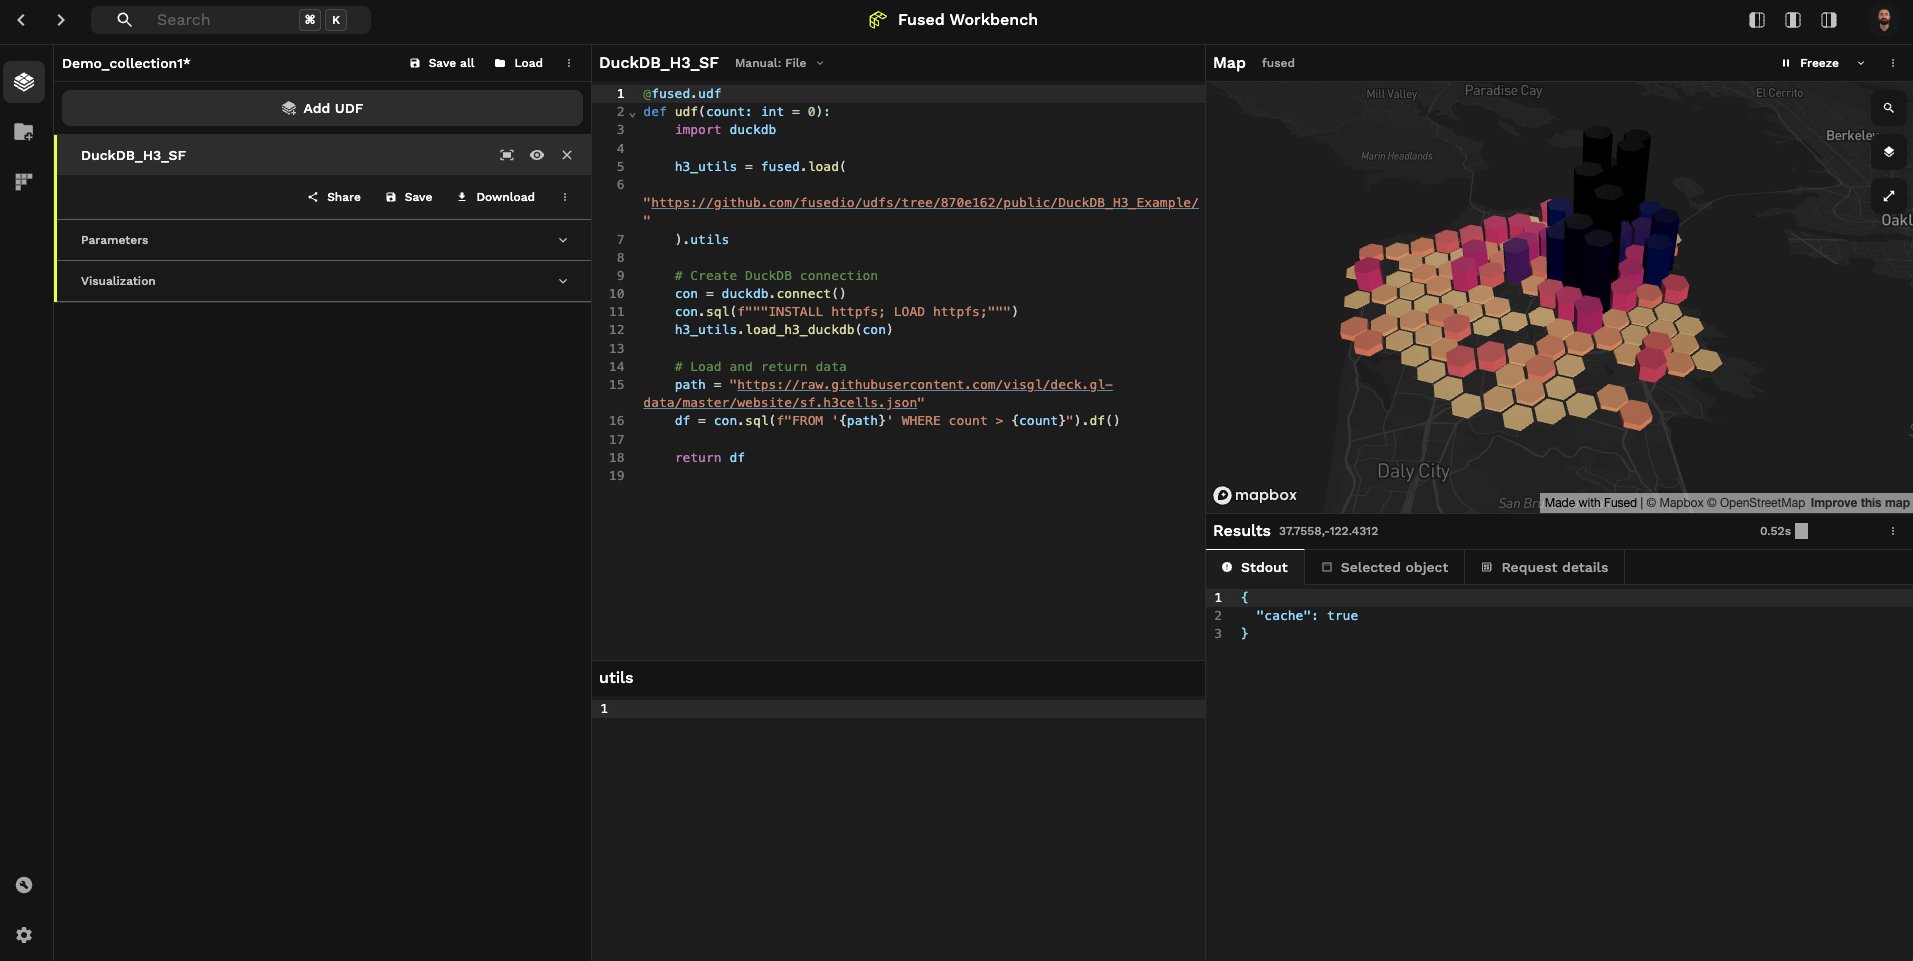 Search ⌘ K
Fused Workbench
Demo_collection1*
Save all
Load
Add UDF
DuckDB_H3_SF
Share
Save
Download
Parameters
Visualization
DuckDB_H3_SF
Manual: File
1 @fused.udf
2 def udf(count: int = 0):
3 import duckdb
4
5 h3_utils = fused.load(
6
"https://github.com/fusedio/udfs/tree/870e162/public/DuckDB_H3_Example/
"
7 ).utils
8
9 # Create DuckDB connection
10 con = duckdb.connect()
11 con.sql(f"""INSTALL httpfs; LOAD httpfs;""")
12 h3_utils.load_h3_duckdb(con)
13
14 # Load and return data
15 path = "https://raw.githubusercontent.com/visgl/deck.gl-
data/master/website/sf.h3cells.json"
16 df = con.sql(f"FROM '{path}' WHERE count > {count}").df()
17
18 return df
19
utils
1
Map
fused
Freeze
Mill Valley
Paradise Cay
El Cerrito
Berkeley
Marin Headlands
Oakl
Daly City
San Br
mapbox
Made with Fused | © Mapbox © OpenStreetMap Improve this map
Results
37.7558,-122.4312
0.52s
Stdout
Selected object
Request details
1 {
2 "cache": true
3 }